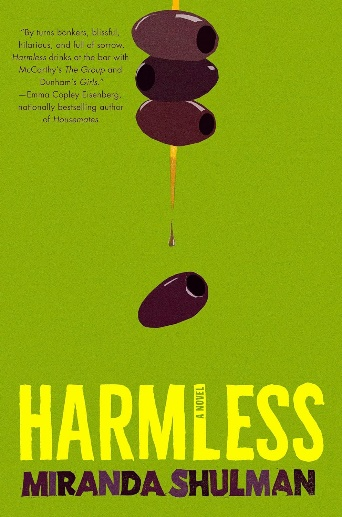 "By turns bonkers, blissful,
hilarious, and full of sorrow,
Harmless drinks at the bar with
McCarthy's The Group and
Dunham's Girls."
—Emma Copley Eisenberg,
nationally bestselling author
of Housemates
HARMLESS
A NOVEL
MIRANDA SHULMAN